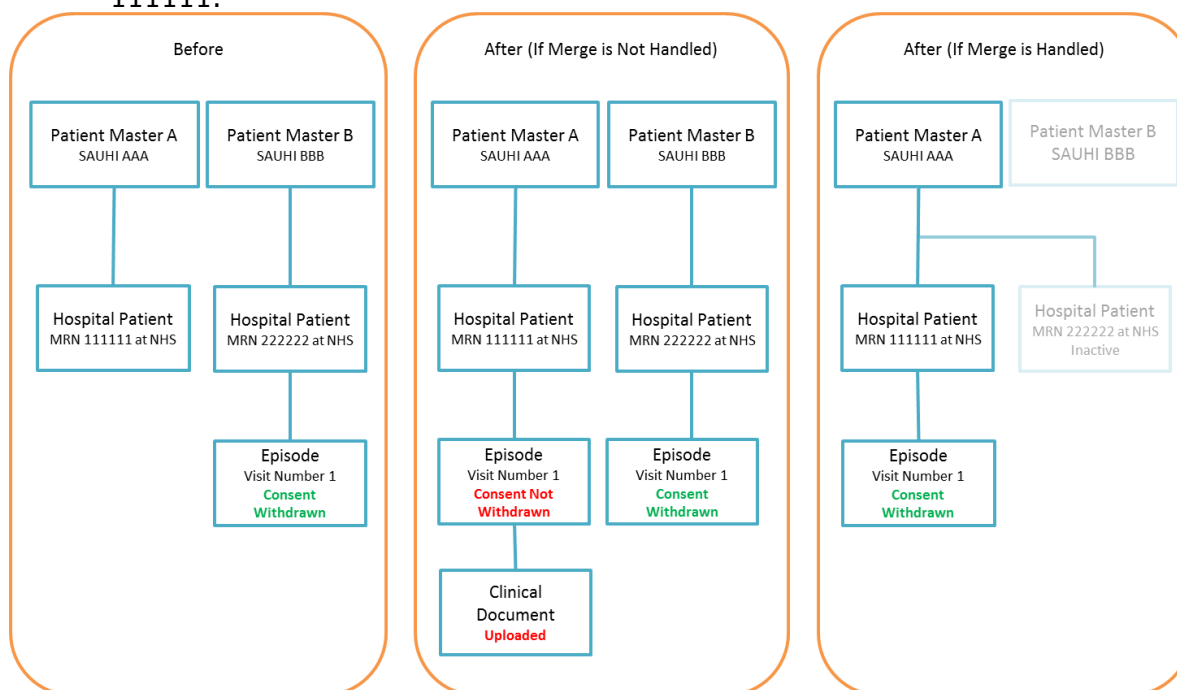 111111.
Before
Patient Master A
SAUHI AAA
Patient Master B
SAUHI BBB
Hospital Patient
MRN 111111 at NHS
Hospital Patient
MRN 222222 at NHS
Episode
Visit Number 1
Consent
Withdrawn
After (If Merge is Not Handled)
Patient Master A
SAUHI AAA
Patient Master B
SAUHI BBB
Hospital Patient
MRN 111111 at NHS
Hospital Patient
MRN 222222 at NHS
Episode
Visit Number 1
Consent Not
Withdrawn
Episode
Visit Number 1
Consent
Withdrawn
Clinical
Document
Uploaded
After (If Merge is Handled)
Patient Master A
SAUHI AAA
Patient Master B
SAUHI BBB
Hospital Patient
MRN 111111 at NHS
Hospital Patient
MRN 222222 at NHS
Inactive
Episode
Visit Number 1
Consent
Withdrawn